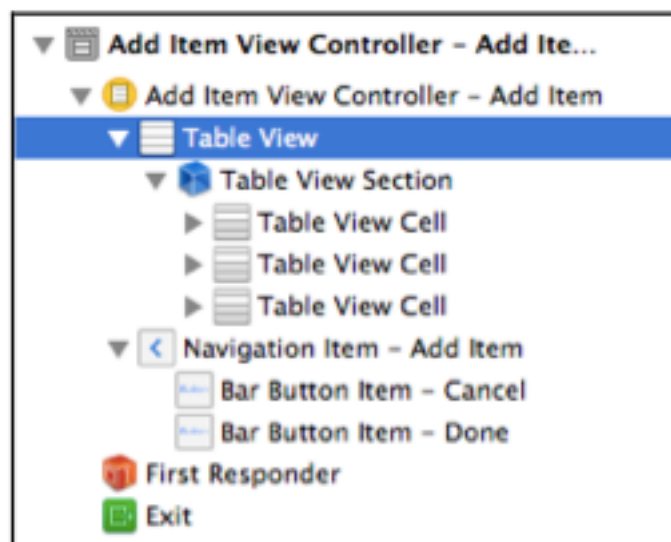 Add Item View Controller – Add Ite...
Add Item View Controller – Add Item
Table View
Table View Section
Table View Cell
Table View Cell
Table View Cell
Navigation Item – Add Item
Bar Button Item – Cancel
Bar Button Item – Done
First Responder
Exit